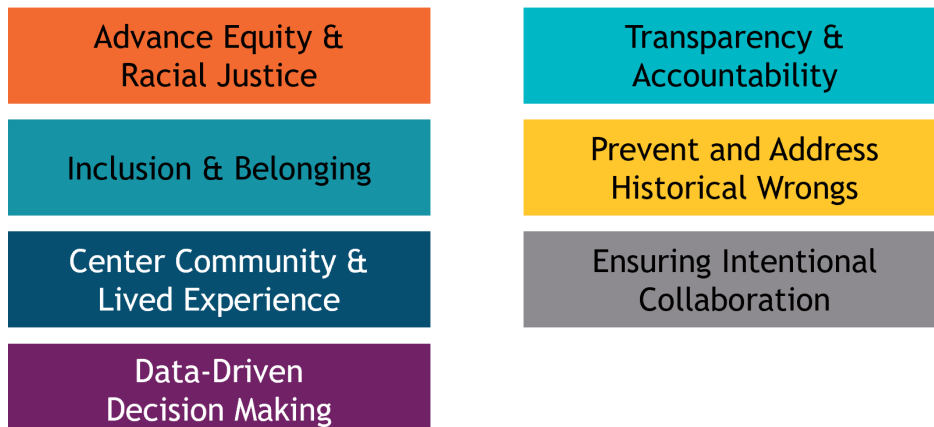 Advance Equity &
Racial Justice
Inclusion & Belonging
Center Community &
Lived Experience
Data-Driven
Decision Making
Transparency &
Accountability
Prevent and Address
Historical Wrongs
Ensuring Intentional
Collaboration